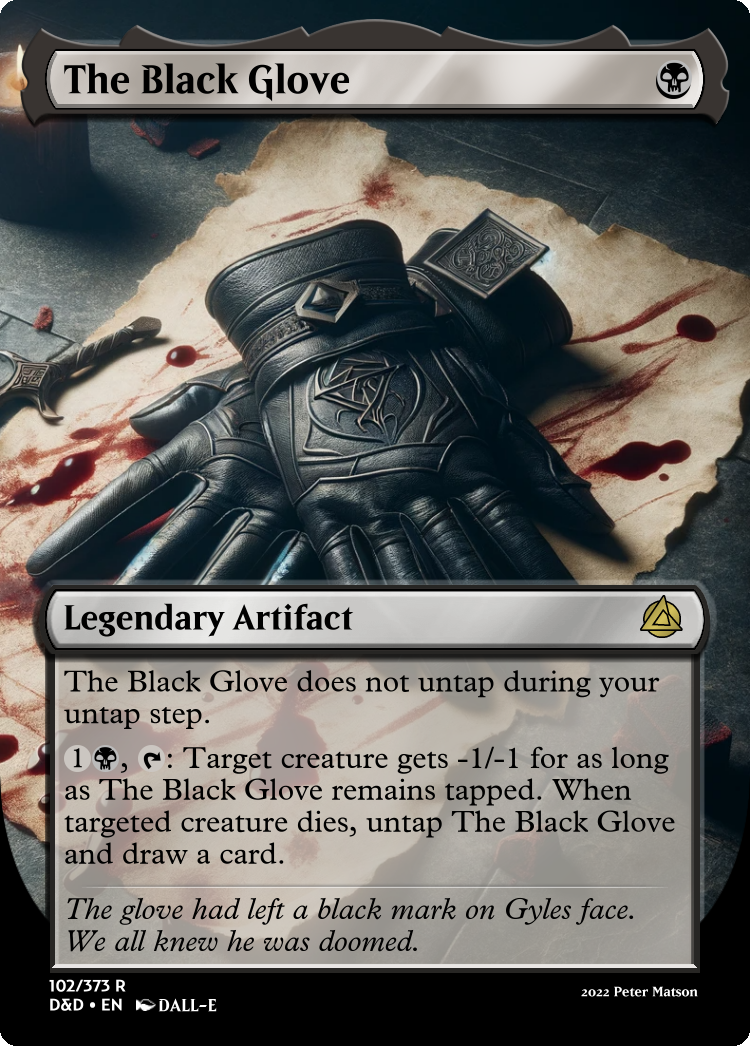 The Black Glove
Legendary Artifact
The Black Glove does not untap during your
untap step.
1, : Target creature gets -1/-1 for as long
as The Black Glove remains tapped. When
targeted creature dies, untap The Black Glove
and draw a card.
The glove had left a black mark on Gyles face.
We all knew he was doomed.
102/373 R
D&D • EN DALL-E
2022 Peter Matson